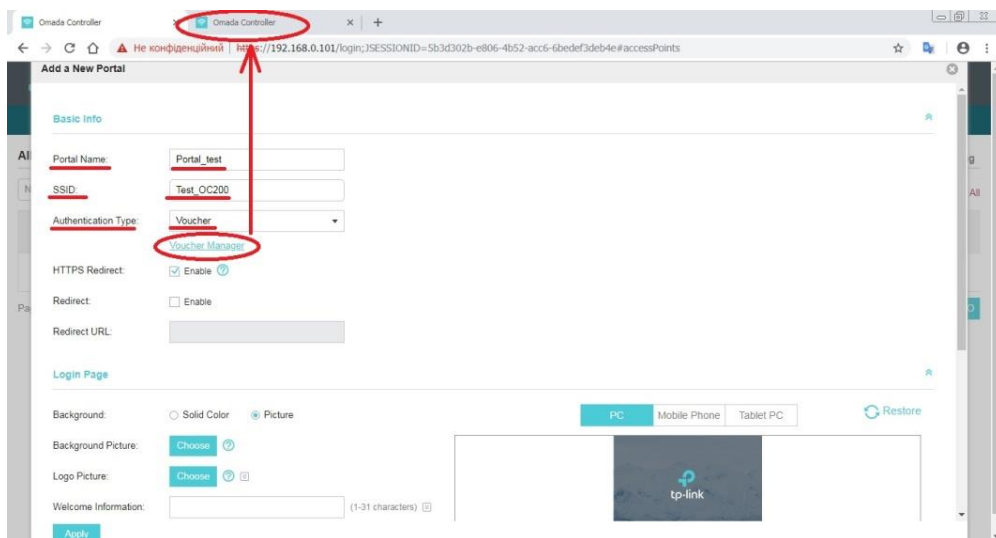 Omada Controller
Omada Controller
Не конфіденційний
https://192.168.0.101/login;JSESSIONID=5b3d302b-e806-4b52-acc6-6bedef3deb4e#accessPoints
Add a New Portal
Basic Info
Portal Name:
Portal_test
SSID:
Test_OC200
Authentication Type:
Voucher
Voucher Manager
HTTPS Redirect:
Enable
Redirect:
Enable
Redirect URL:
All
Login Page
Background:
Solid Color
Picture
PC
Mobile Phone
Tablet PC
Restore
Background Picture:
Choose
Logo Picture:
Choose
tp-link
Welcome Information:
(1-31 characters)
Apply